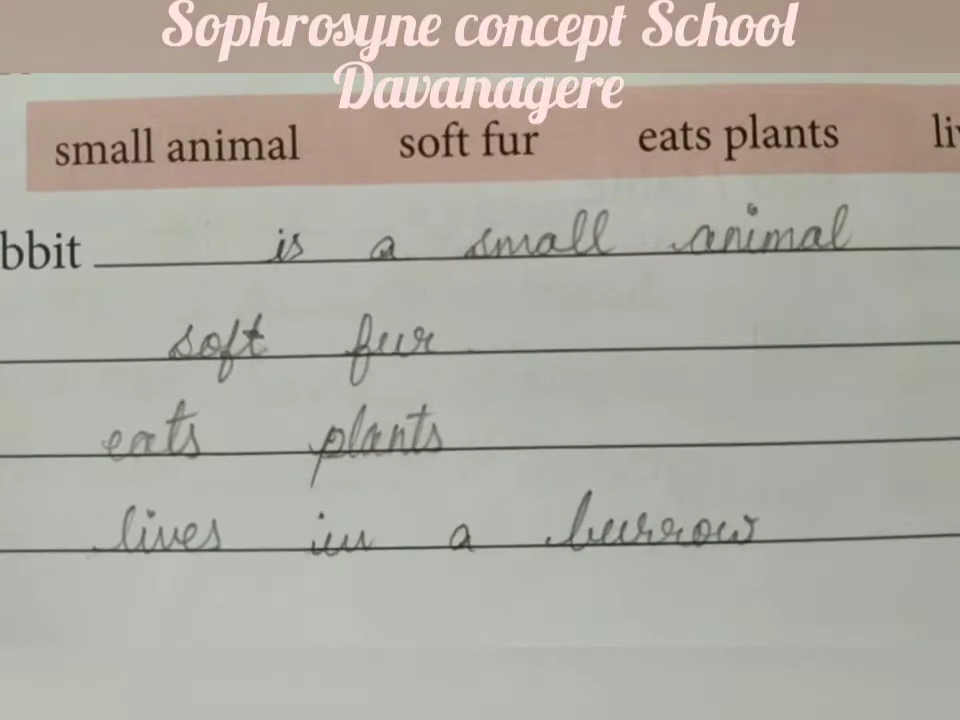 Sophrosyne concept School
Davanagere
small animal soft fur eats plants
bbit is a small animal
soft fur
eats plants
lives in a burrow